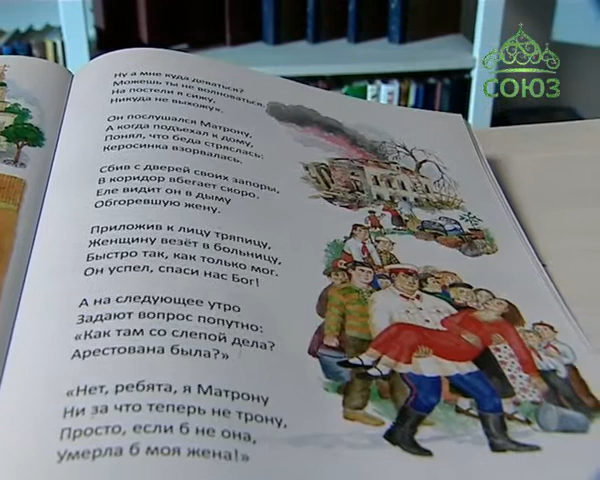 СОЮЗ
Ну а мне куда деваться?
Можешь ты не волноваться.
На постели я сижу,
Никуда не выхожу».
Он послушался Матрону,
А когда подъехал к дому,
Понял, что беда стряслась:
Керосинка взорвалась.
Сбив с дверей своих запоры,
В коридор вбегает скоро.
Еле видит он в дыму
Обгоревшую жену.
Приложив к лицу тряпицу,
Женщину везёт в больницу,
Быстро так, как только мог.
Он успел, спаси нас Бог!
А на следующее утро
Задают вопрос попутно:
«Как там со слепой дела?
Арестована была?»
«Нет, ребята, я Матрону
Ни за что теперь не трону,
Просто, если б не она,
Умерла б моя жена!»